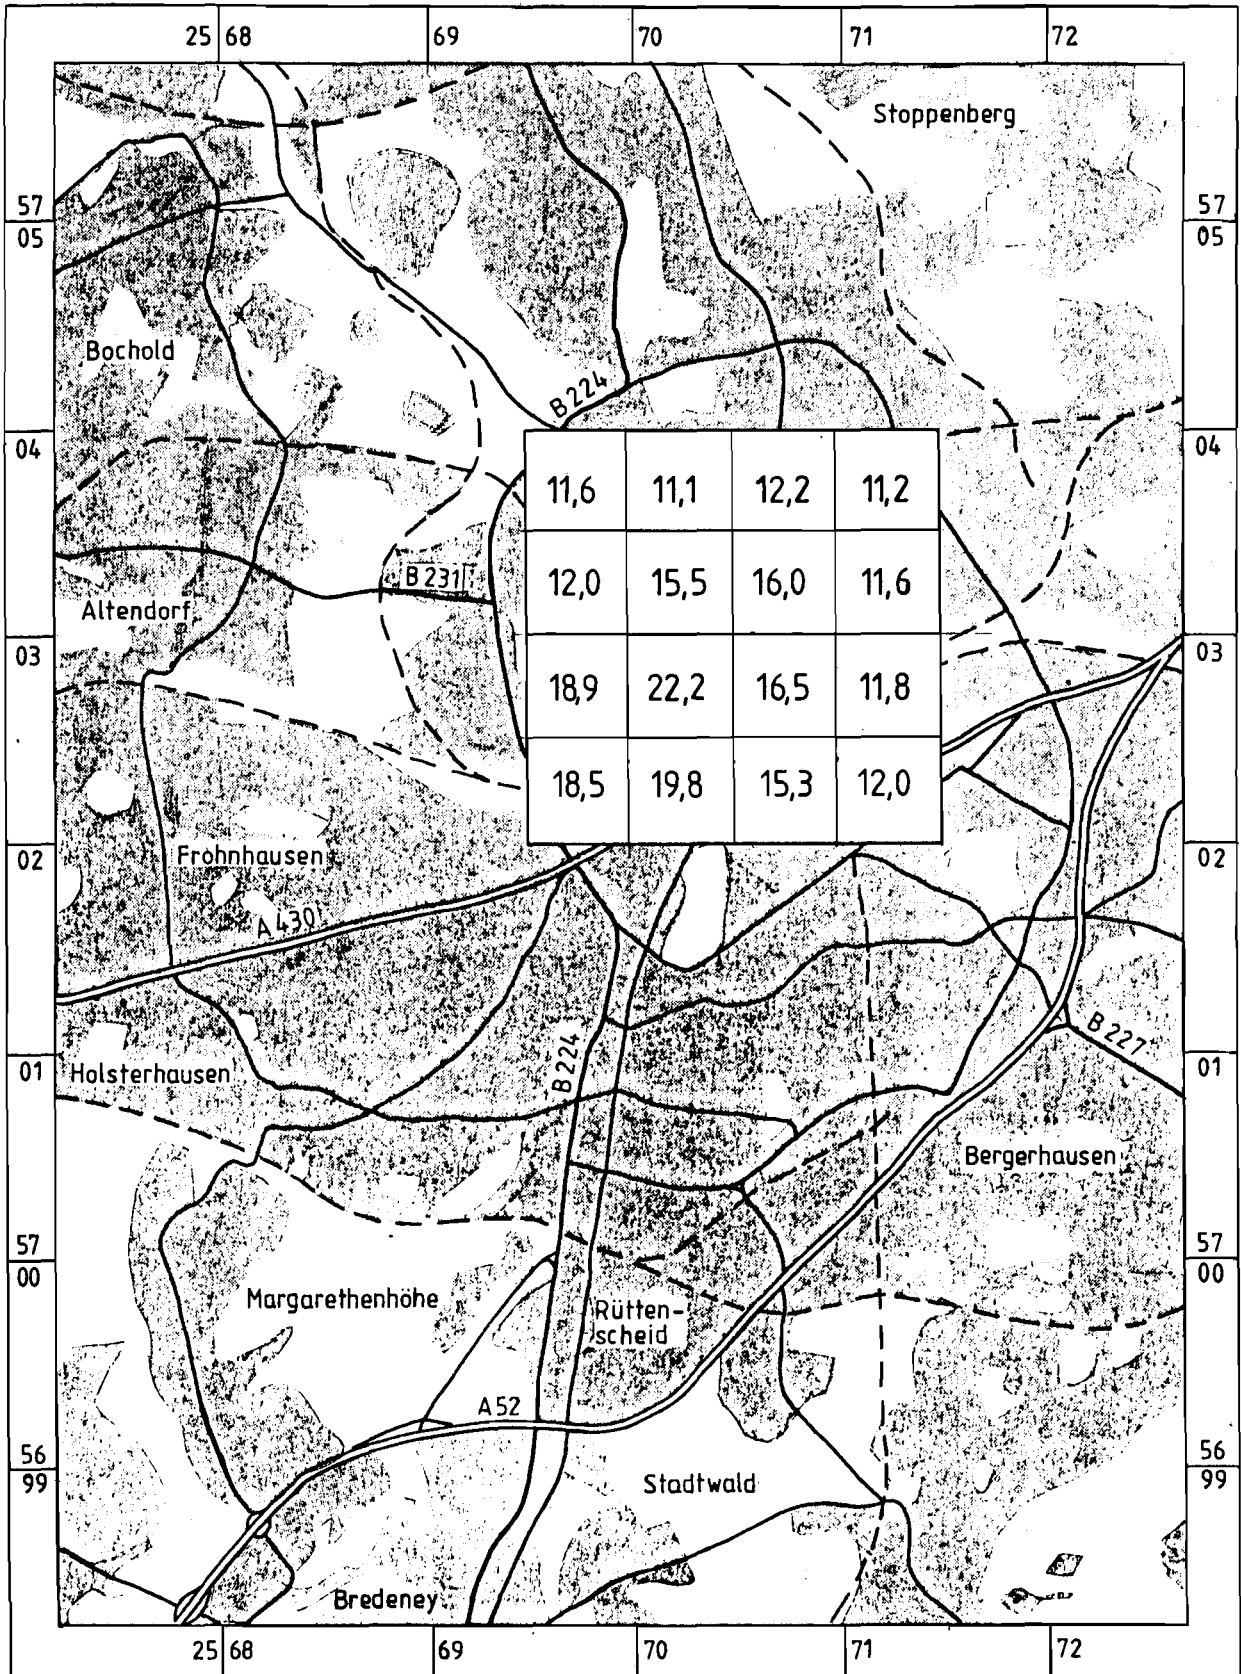 25 68 69 70 71 72
Stoppenberg
57 57
05 05
Bochold
B 224
04 04
11,6 11,1 12,2 11,2
B 231
12,0 15,5 16,0 11,6
Altendorf
03 03
18,9 22,2 16,5 11,8
18,5 19,8 15,3 12,0
02 02
Frohnhausen
A 430
B 224
B 227
01 01
Holsterhausen
Bergerhausen
57 57
00 00
Margarethenhöhe
Rütten-
scheid
A 52
56 56
99 99
Stadtwald
Bredeney
25 68 69 70 71 72